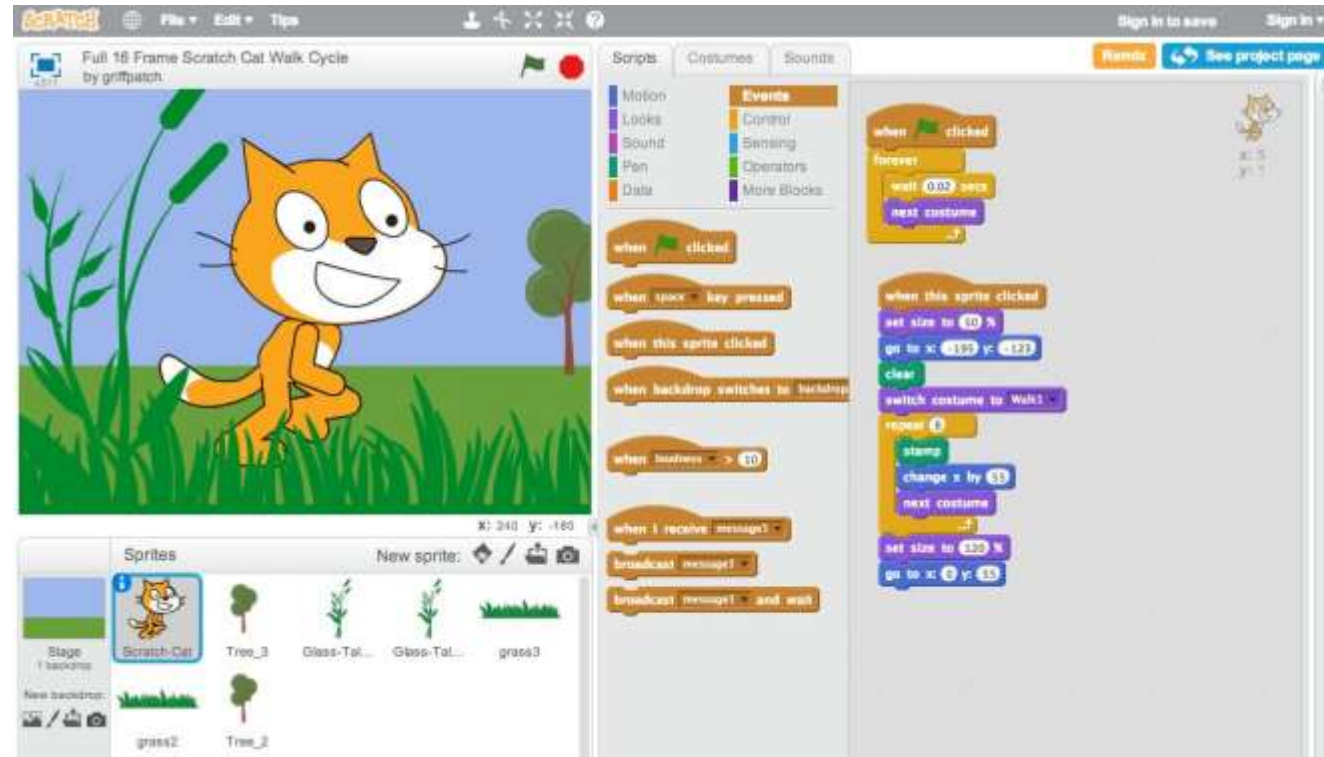 SCRATCH File Edit Tips Sign in to save Sign in
Full 16 Frame Scratch Cat Walk Cycle
by griffpatch
X: 240 y: -180
Sprites New sprite:
Stage
1 backdrop
New backdrop:
Scratch-Cat
Tree_3
Glass-Tal...
Glass-Tal...
grass3
grass2
Tree_2
Scripts Costumes Sounds
Remix See project page
Motion Events
Looks Control
Sound Sensing
Pen Operators
Data More Blocks
when clicked
when space key pressed
when this sprite clicked
when backdrop switches to backdrop
when loudness > 10
when I receive message1
broadcast message1
broadcast message1 and wait
when clicked
forever
wait 0.02 secs
next costume
when this sprite clicked
set size to 50 %
go to x: -195 y: -123
clear
switch costume to Walk1
repeat 8
stamp
change x by 55
next costume
set size to 120 %
go to x: 0 y: 15
x: 5
y: 1